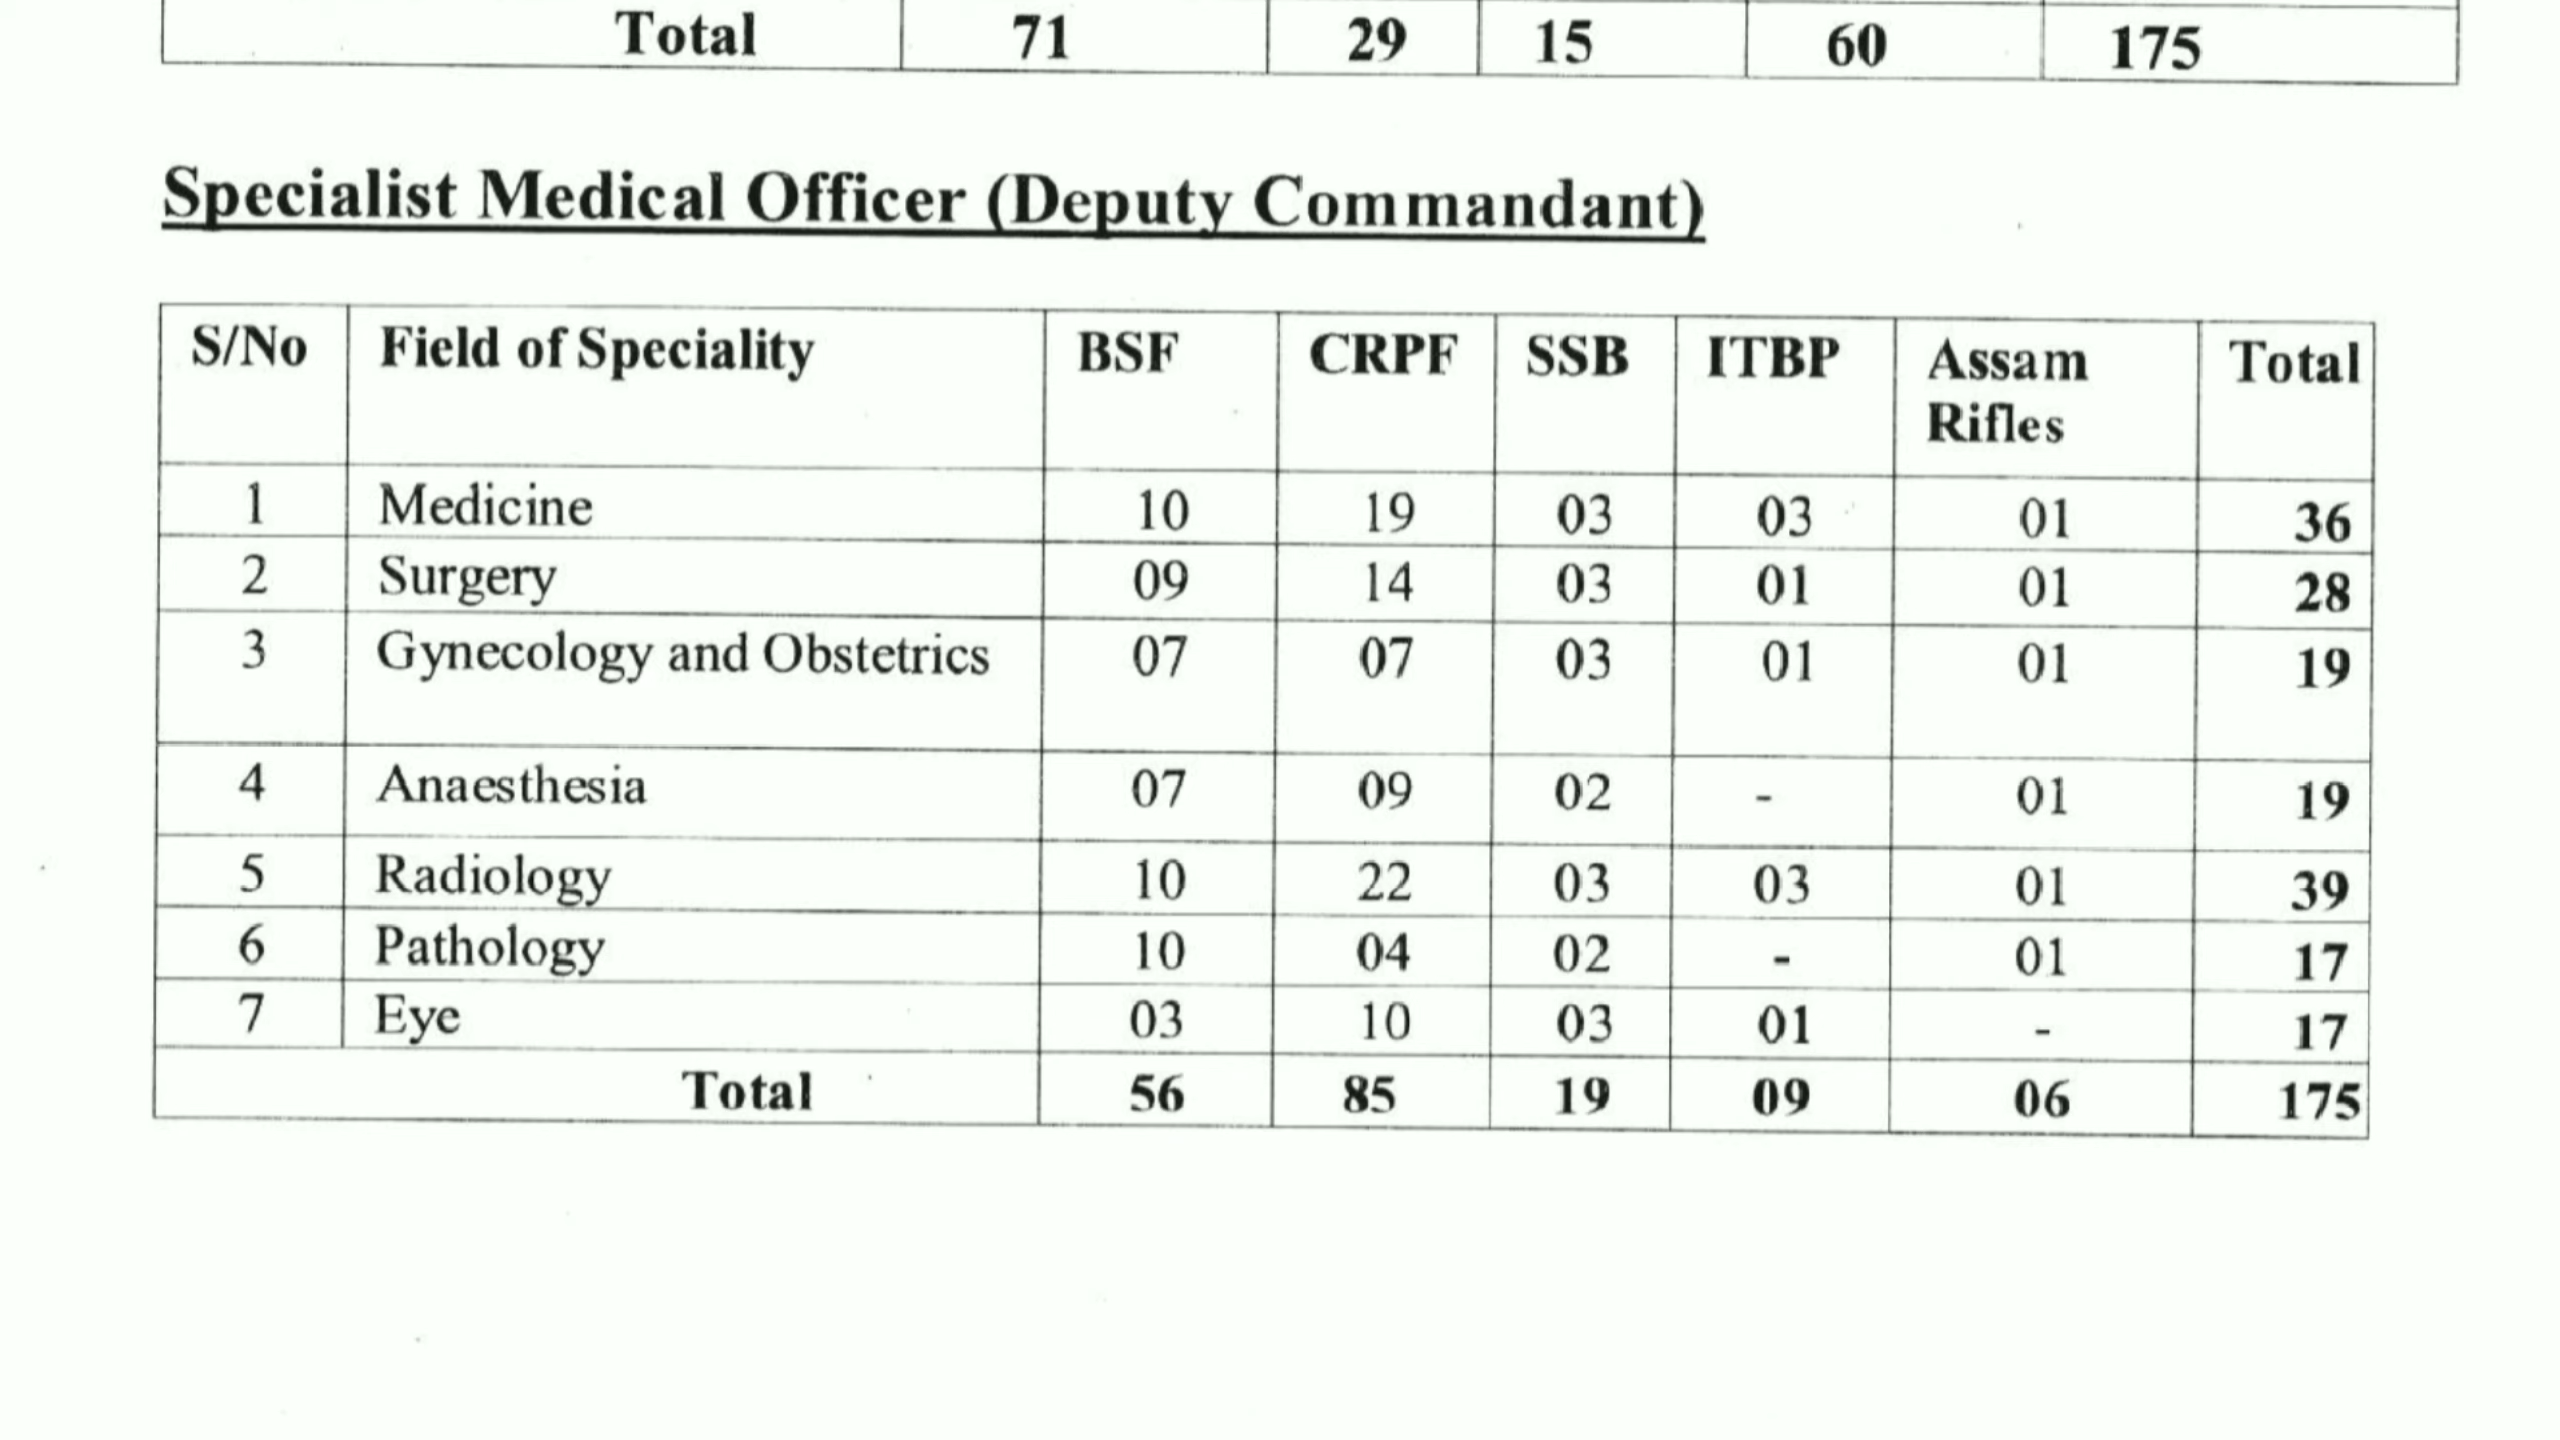 Total 71 29 15 60 175
Specialist Medical Officer (Deputy Commandant)
S/No Field of Speciality BSF CRPF SSB ITBP Assam Rifles Total
1 Medicine 10 19 03 03 01 36
2 Surgery 09 14 03 01 01 28
3 Gynecology and Obstetrics 07 07 03 01 01 19
4 Anaesthesia 07 09 02 - 01 19
5 Radiology 10 22 03 03 01 39
6 Pathology 10 04 02 - 01 17
7 Eye 03 10 03 01 - 17
Total 56 85 19 09 06 175